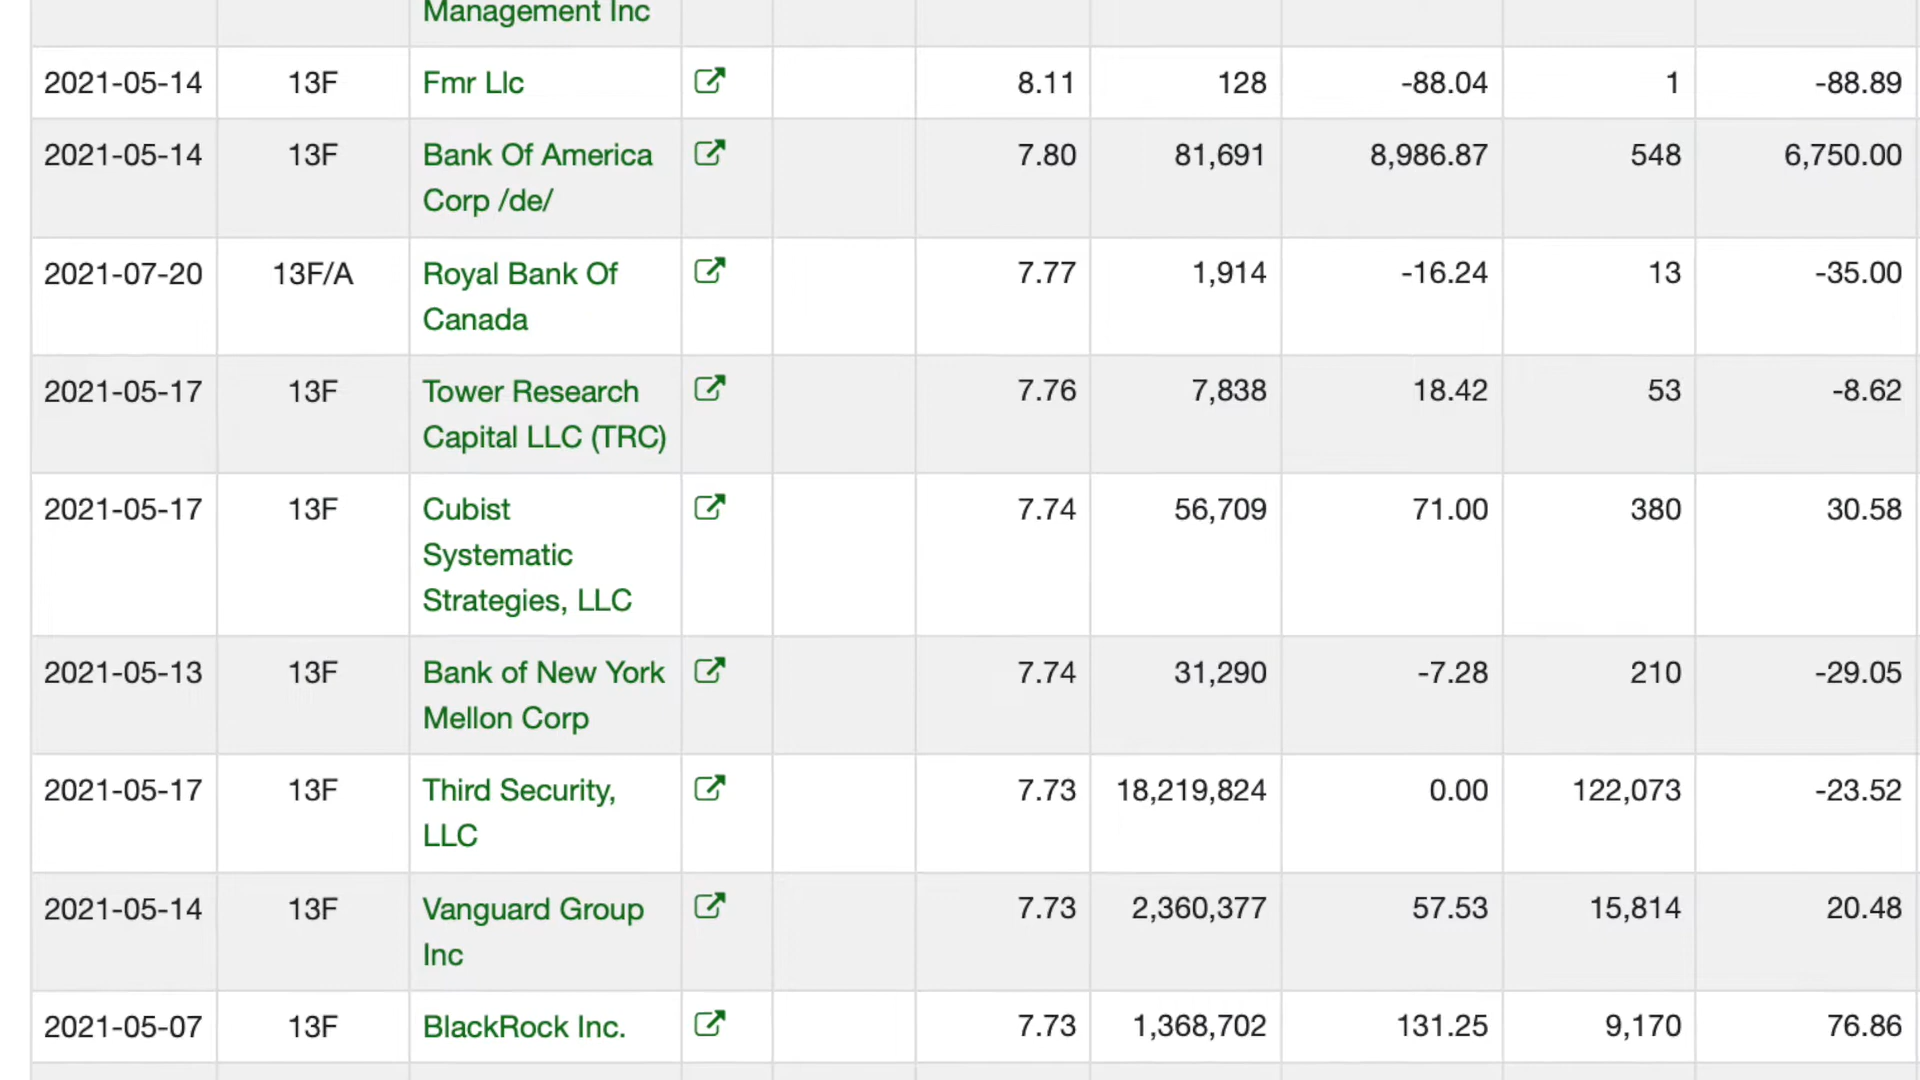 Management Inc
2021-05-14 13F Fmr Llc 8.11 128 -88.04 1 -88.89
2021-05-14 13F Bank Of America 7.80 81,691 8,986.87 548 6,750.00
Corp /de/
2021-07-20 13F/A Royal Bank Of 7.77 1,914 -16.24 13 -35.00
Canada
2021-05-17 13F Tower Research 7.76 7,838 18.42 53 -8.62
Capital LLC (TRC)
2021-05-17 13F Cubist 7.74 56,709 71.00 380 30.58
Systematic
Strategies, LLC
2021-05-13 13F Bank of New York 7.74 31,290 -7.28 210 -29.05
Mellon Corp
2021-05-17 13F Third Security, 7.73 18,219,824 0.00 122,073 -23.52
LLC
2021-05-14 13F Vanguard Group 7.73 2,360,377 57.53 15,814 20.48
Inc
2021-05-07 13F BlackRock Inc. 7.73 1,368,702 131.25 9,170 76.86